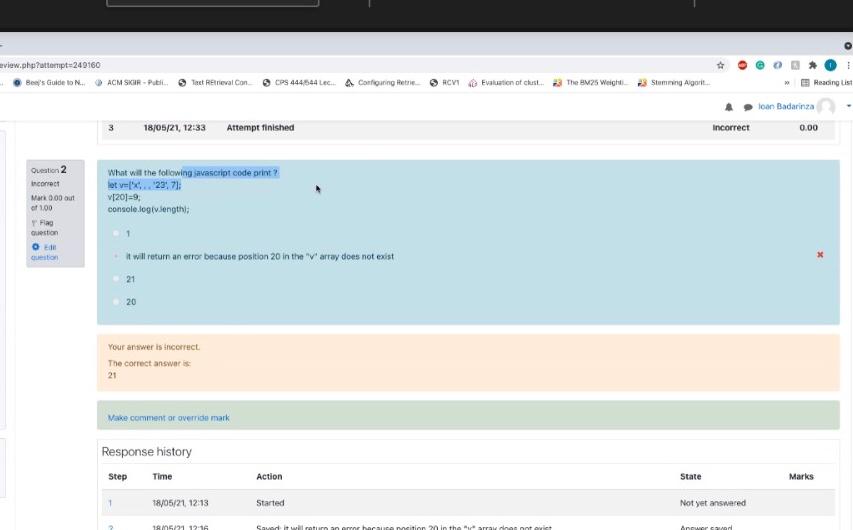 eview.php?attempt=249160
Beej's Guide to N... ACM SIGIR - Publi... Text REtrieval Con... CPS 444/544 Lec... Configuring Retrie... RCV1 Evaluation of clust... The BM25 Weighti... Stemming Algorit... » Reading List
Ioan Badarinza
3 18/05/21, 12:33 Attempt finished Incorrect 0.00
Question 2
Incorrect
Mark 0.00 out
of 1.00
Flag
question
Edit
question
What will the following javascript code print ?
let v=['x', , , '23', 7];
v[20]=9;
console.log(v.length);
1
it will return an error because position 20 in the "v" array does not exist
21
20
Your answer is incorrect.
The correct answer is:
21
Make comment or override mark
Response history
Step Time Action State Marks
1 18/05/21, 12:13 Started Not yet answered
2 18/05/21, 12:16 Saved: it will return an error because position 20 in the "v" array does not exist Answer saved